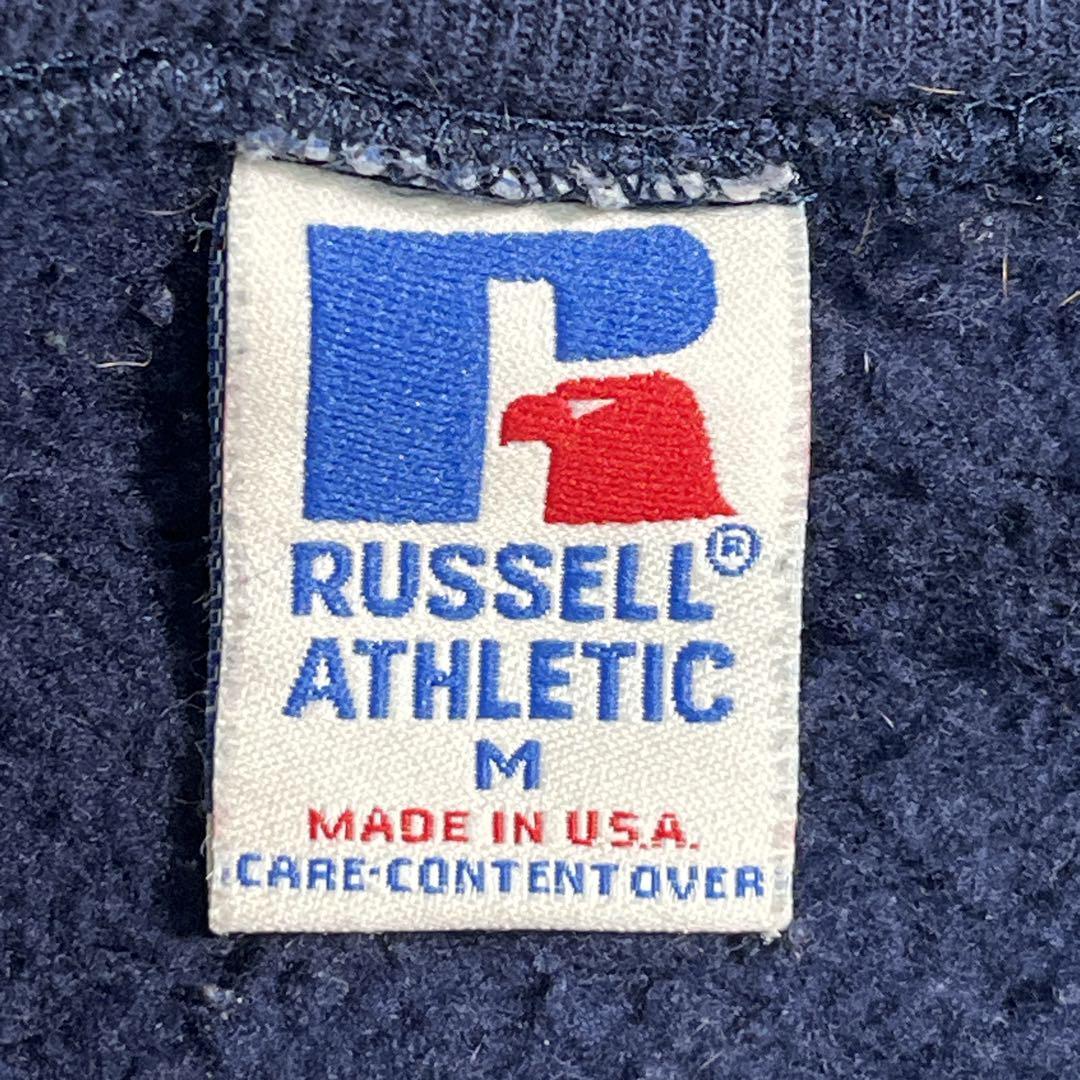 RUSSELL®
ATHLETIC
M
MADE IN U.S.A.
CARE-CONTENT OVER